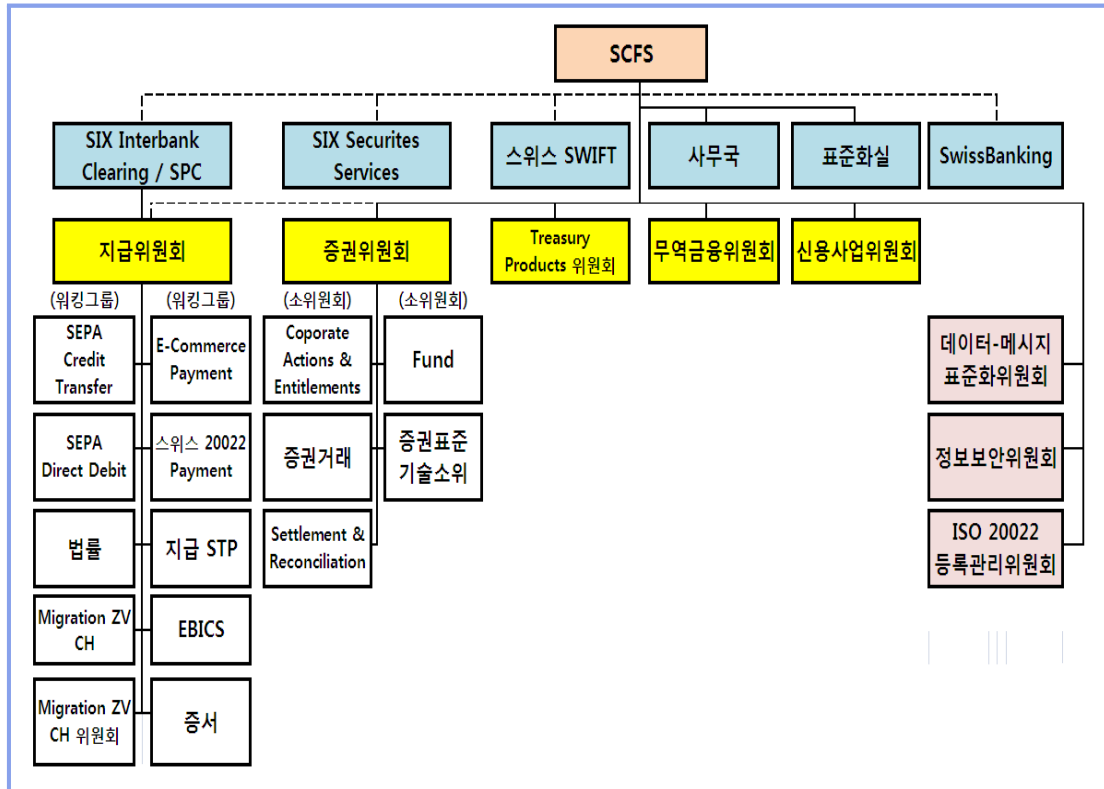 SCFS
SIX Interbank
Clearing / SPC
SIX Securites
Services
스위스 SWIFT
사무국
표준화실
SwissBanking
지급위원회
증권위원회
Treasury
Products 위원회
무역금융위원회
신용사업위원회
(워킹그룹)
(워킹그룹)
(소위원회)
(소위원회)
SEPA
Credit
Transfer
E-Commerce
Payment
Coporate
Actions &
Entitlements
Fund
데이터-메시지
표준화위원회
SEPA
Direct Debit
스위스 20022
Payment
증권거래
증권표준
기술소위
정보보안위원회
법률
지급 STP
Settlement &
Reconciliation
ISO 20022
등록관리위원회
Migration ZV
CH
EBICS
Migration ZV
CH 위원회
증서